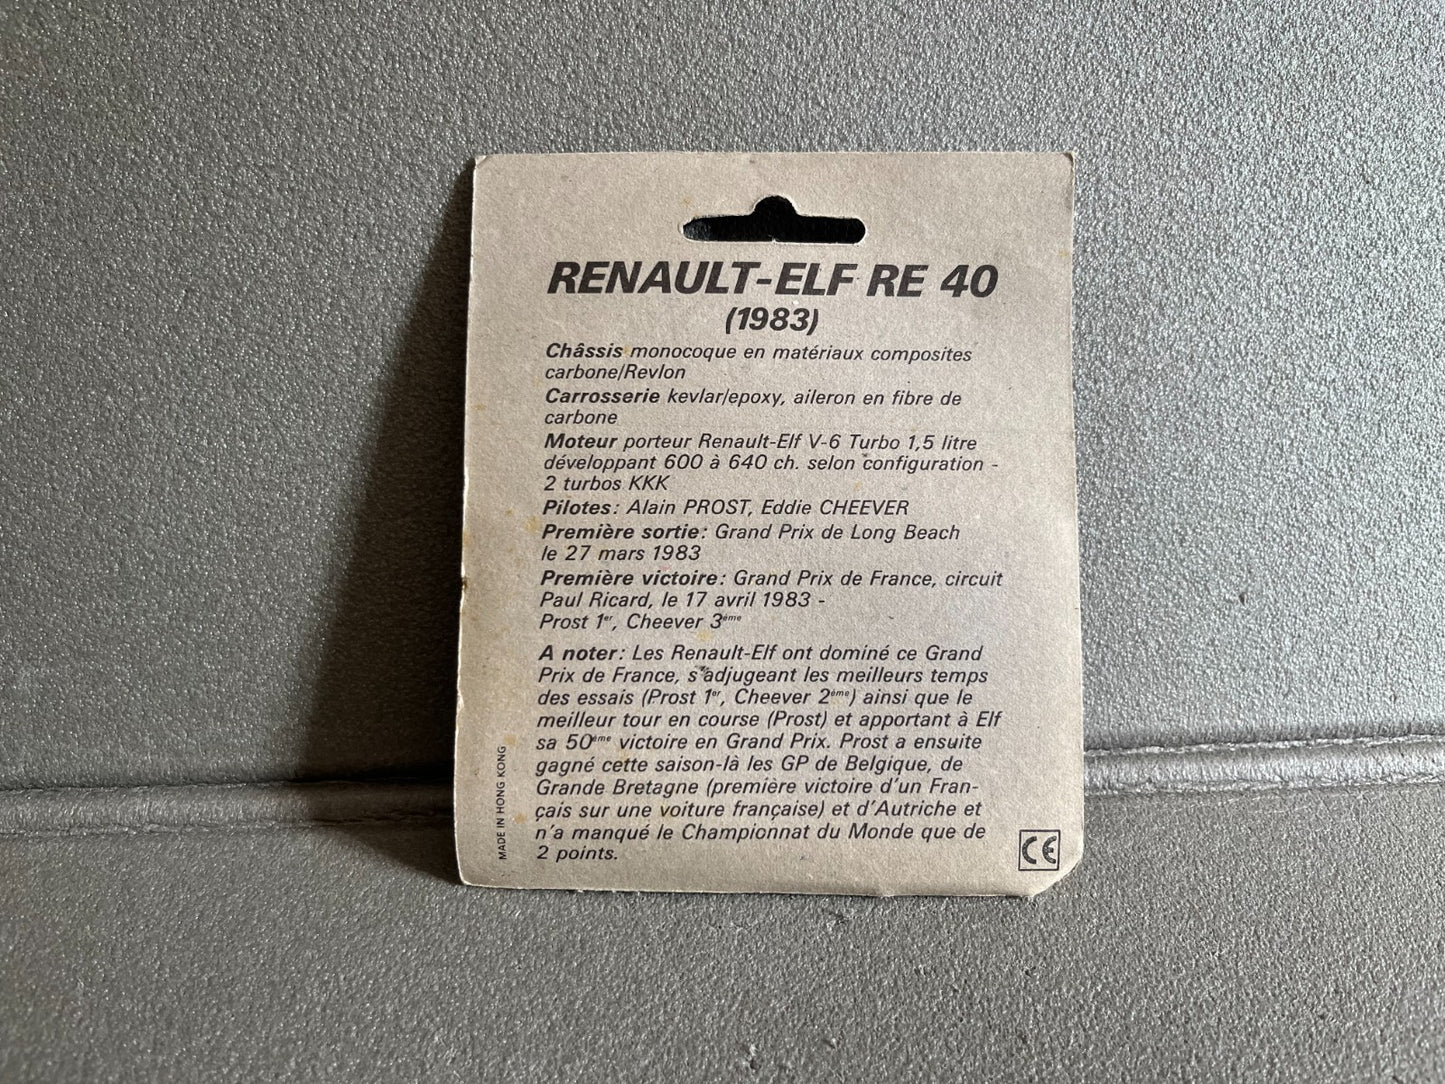 RENAULT-ELF RE 40
(1983)
Châssis monocoque en matériaux composites
carbone/Revlon
Carrosserie kevlar/epoxy, aileron en fibre de
carbone
Moteur porteur Renault-Elf V-6 Turbo 1,5 litre
développant 600 à 640 ch. selon configuration -
2 turbos KKK
Pilotes: Alain PROST, Eddie CHEEVER
Première sortie: Grand Prix de Long Beach
le 27 mars 1983
Première victoire: Grand Prix de France, circuit
Paul Ricard, le 17 avril 1983 -
Prost 1er, Cheever 3ème
A noter: Les Renault-Elf ont dominé ce Grand
Prix de France, s'adjugeant les meilleurs temps
des essais (Prost 1er, Cheever 2ème) ainsi que le
meilleur tour en course (Prost) et apportant à Elf
sa 50ème victoire en Grand Prix. Prost a ensuite
gagné cette saison-là les GP de Belgique, de
Grande Bretagne (première victoire d'un Fran-
çais sur une voiture française) et d'Autriche et
n'a manqué le Championnat du Monde que de
2 points.
MADE IN HONG KONG
CE